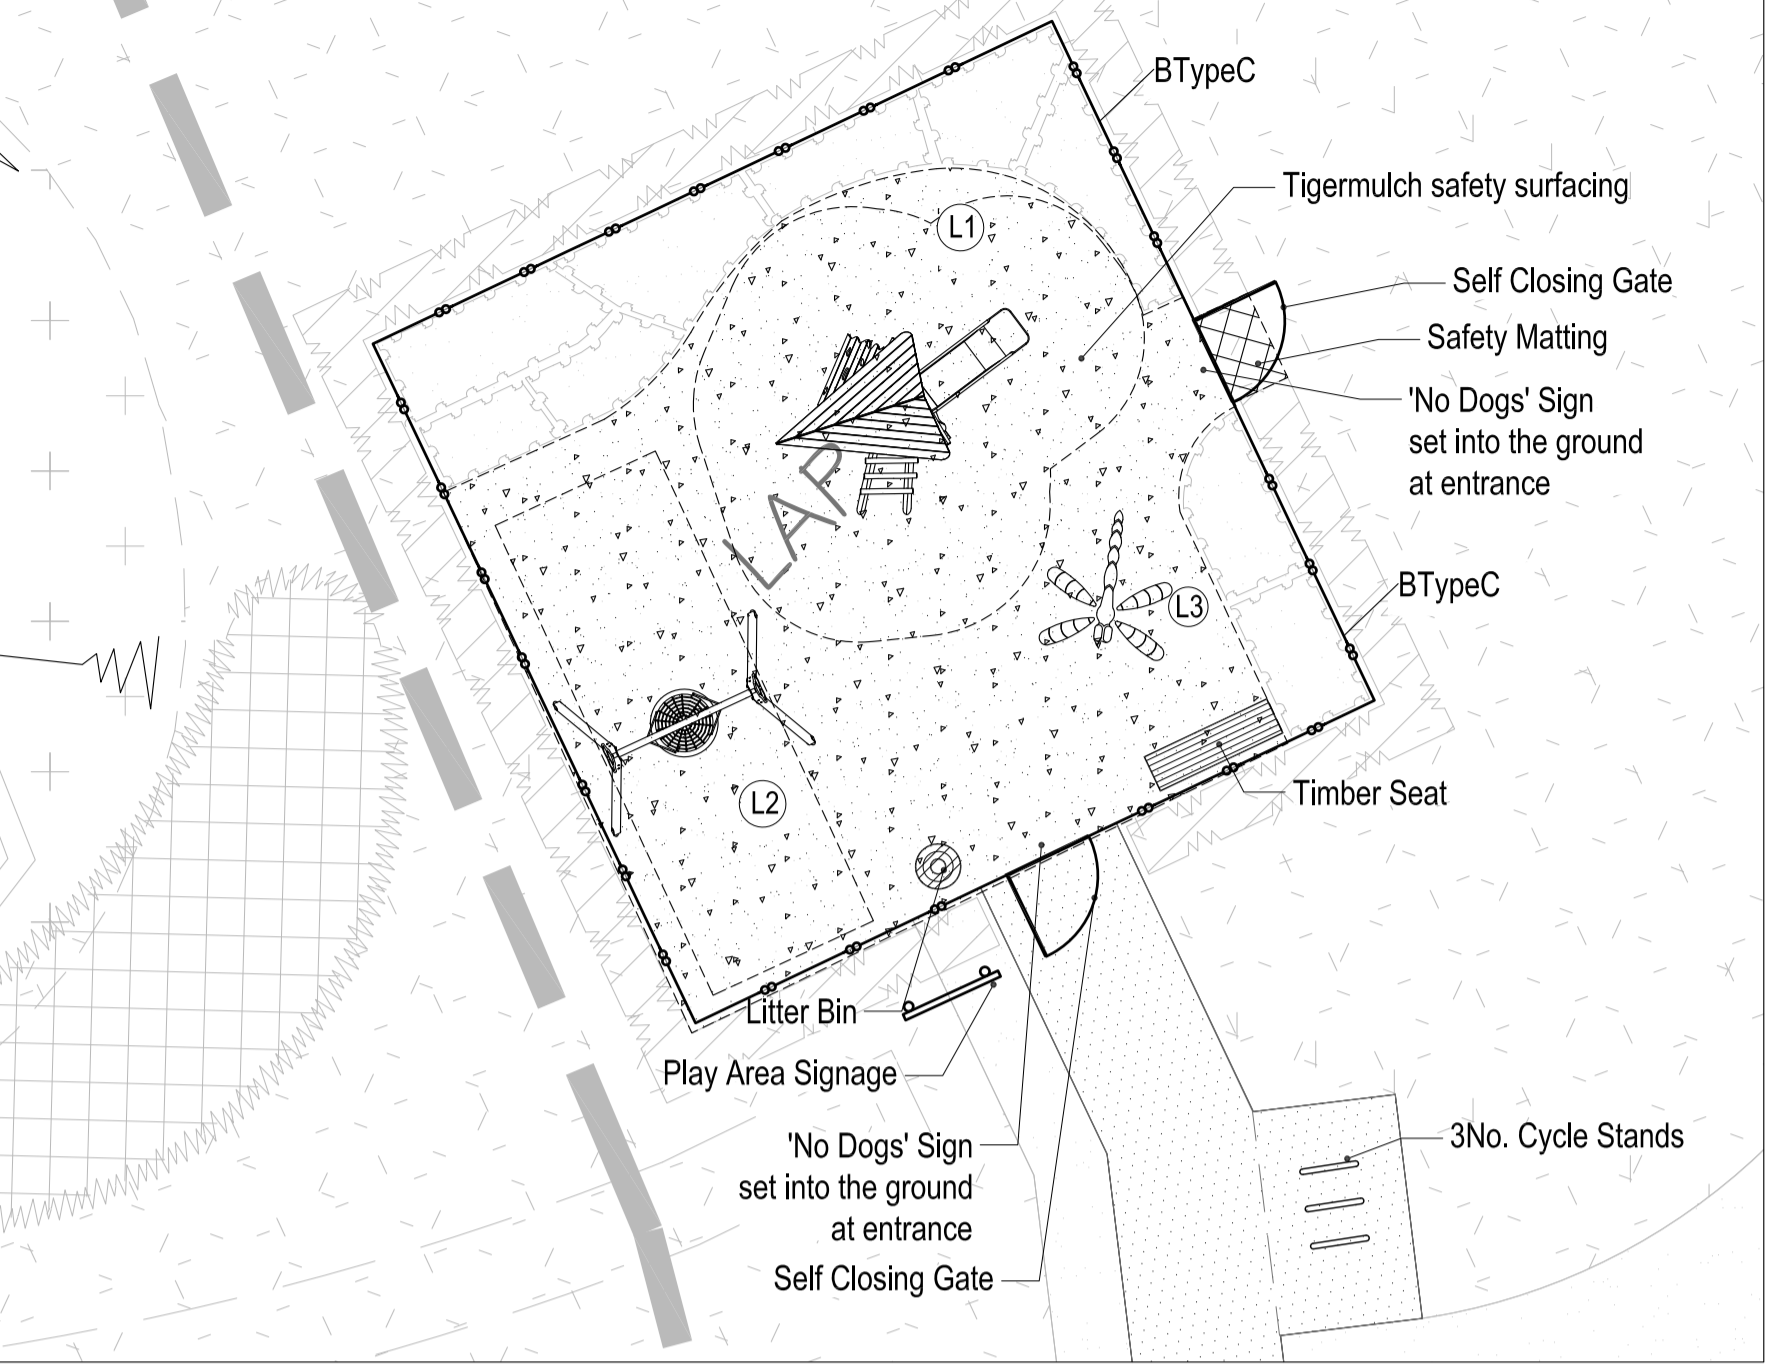 BTypeC
Tigermulch safety surfacing
L1
Self Closing Gate
Safety Matting
'No Dogs' Sign
set into the ground
at entrance
LAP
BTypeC
L3
Timber Seat
L2
Litter Bin
Play Area Signage
'No Dogs' Sign
set into the ground
at entrance
3No. Cycle Stands
Self Closing Gate